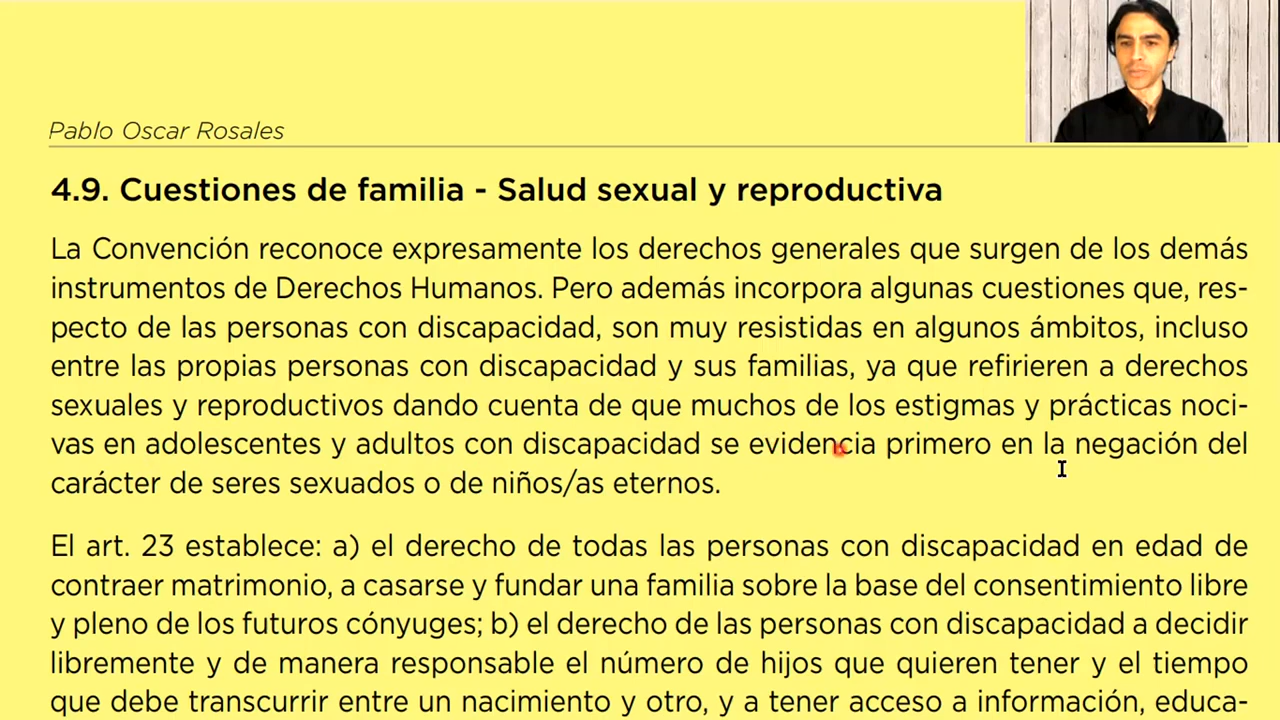 Pablo Oscar Rosales
4.9. Cuestiones de familia - Salud sexual y reproductiva
La Convención reconoce expresamente los derechos generales que surgen de los demás
instrumentos de Derechos Humanos. Pero además incorpora algunas cuestiones que, res-
pecto de las personas con discapacidad, son muy resistidas en algunos ámbitos, incluso
entre las propias personas con discapacidad y sus familias, ya que refirieren a derechos
sexuales y reproductivos dando cuenta de que muchos de los estigmas y prácticas noci-
vas en adolescentes y adultos con discapacidad se evidencia primero en la negación del
carácter de seres sexuados o de niños/as eternos.
El art. 23 establece: a) el derecho de todas las personas con discapacidad en edad de
contraer matrimonio, a casarse y fundar una familia sobre la base del consentimiento libre
y pleno de los futuros cónyuges; b) el derecho de las personas con discapacidad a decidir
libremente y de manera responsable el número de hijos que quieren tener y el tiempo
que debe transcurrir entre un nacimiento y otro, y a tener acceso a información, educa-